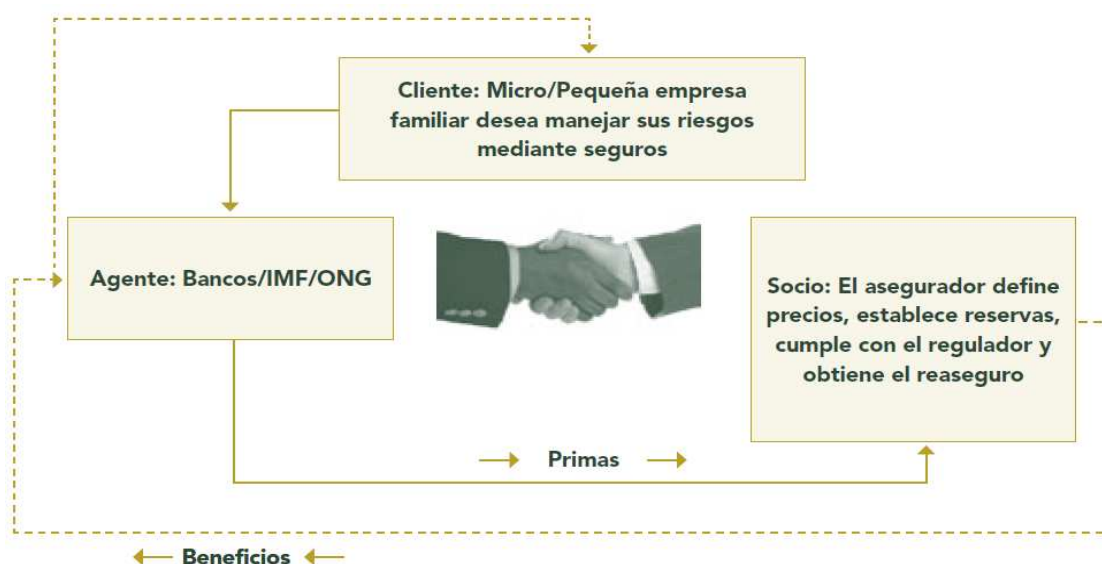 Cliente: Micro/Pequeña empresa
familiar desea manejar sus riesgos
mediante seguros
Agente: Bancos/IMF/ONG
Socio: El asegurador define
precios, establece reservas,
cumple con el regulador y
obtiene el reaseguro
Primas
Beneficios